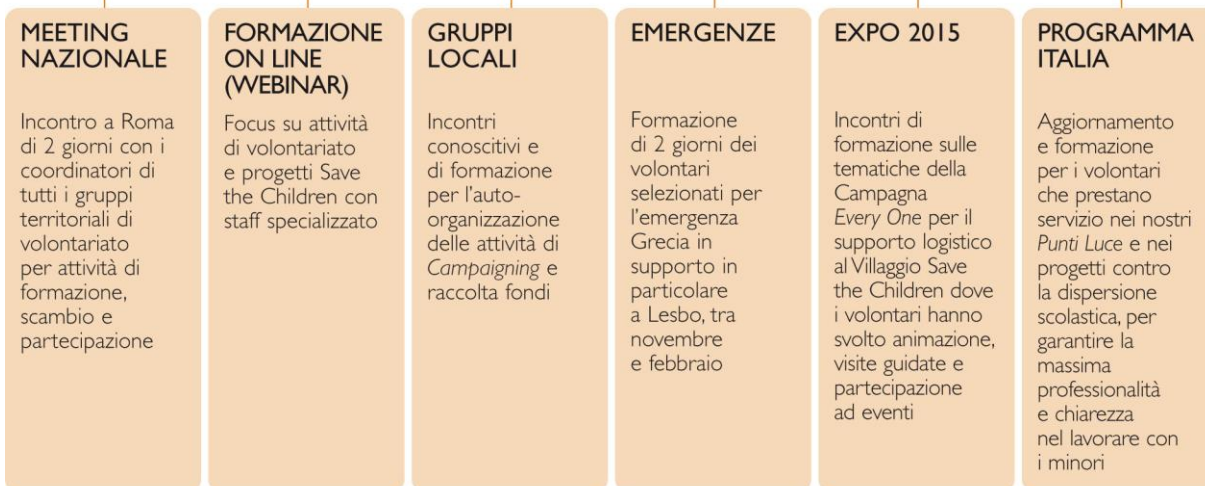 MEETING
NAZIONALE
Incontro a Roma
di 2 giorni con i
coordinatori di
tutti i gruppi
territoriali di
volontariato
per attività di
formazione,
scambio e
partecipazione
FORMAZIONE
ON LINE
(WEBINAR)
Focus su attività
di volontariato
e progetti Save
the Children con
staff specializzato
GRUPPI
LOCALI
Incontri
conoscitivi e
di formazione
per l'auto-
organizzazione
delle attività di
Campaigning e
raccolta fondi
EMERGENZE
Formazione
di 2 giorni dei
volontari
selezionati per
l'emergenza
Grecia in
supporto in
particolare
a Lesbo, tra
novembre
e febbraio
EXPO 2015
Incontri di
formazione sulle
tematiche della
Campagna
Every One per il
supporto logistico
al Villaggio Save
the Children dove
i volontari hanno
svolto animazione,
visite guidate e
partecipazione
ad eventi
PROGRAMMA
ITALIA
Aggiornamento
e formazione
per i volontari
che prestano
servizio nei nostri
Punti Luce e nei
progetti contro
la dispersione
scolastica, per
garantire la
massima
professionalità
e chiarezza
nel lavorare con
i minori